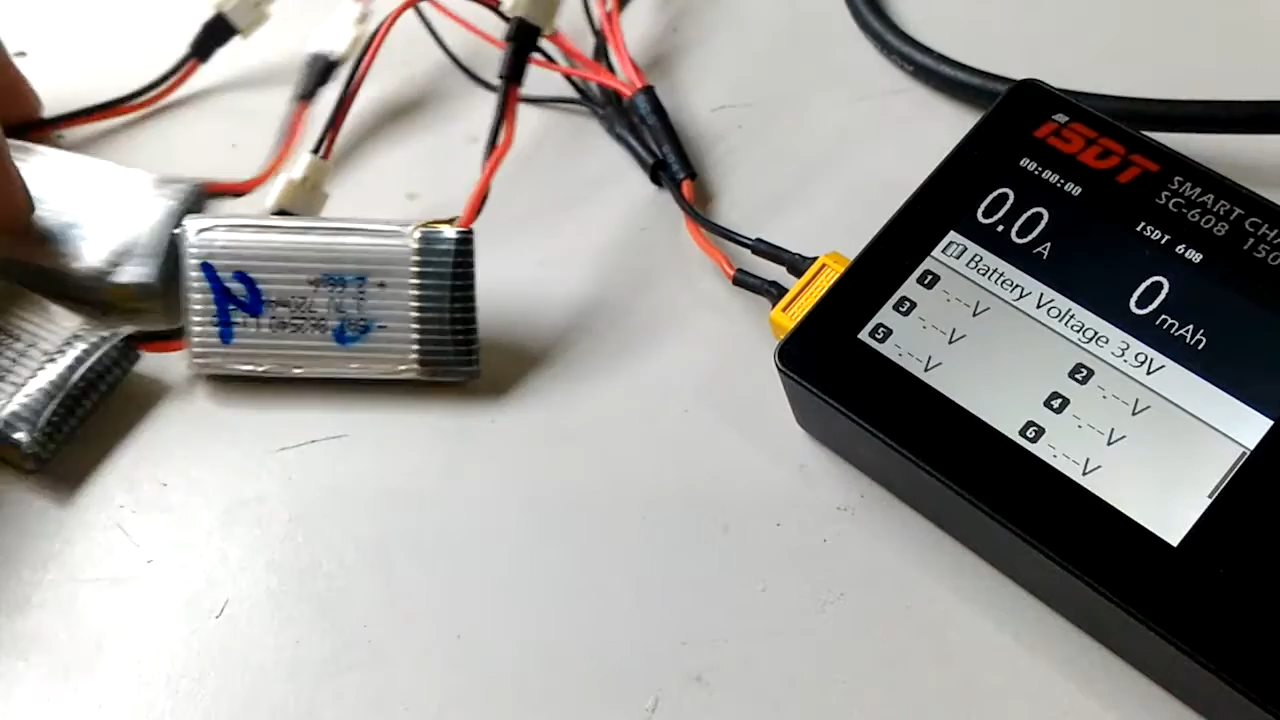 iSDT
SMART CHA
SC-608 150
00:00:00
ISDT 608
0.0A
0mAh
Battery Voltage 3.9V
1 -.--V
2 -.--V
3 -.--V
4 -.--V
5 -.--V
6 -.--V
2